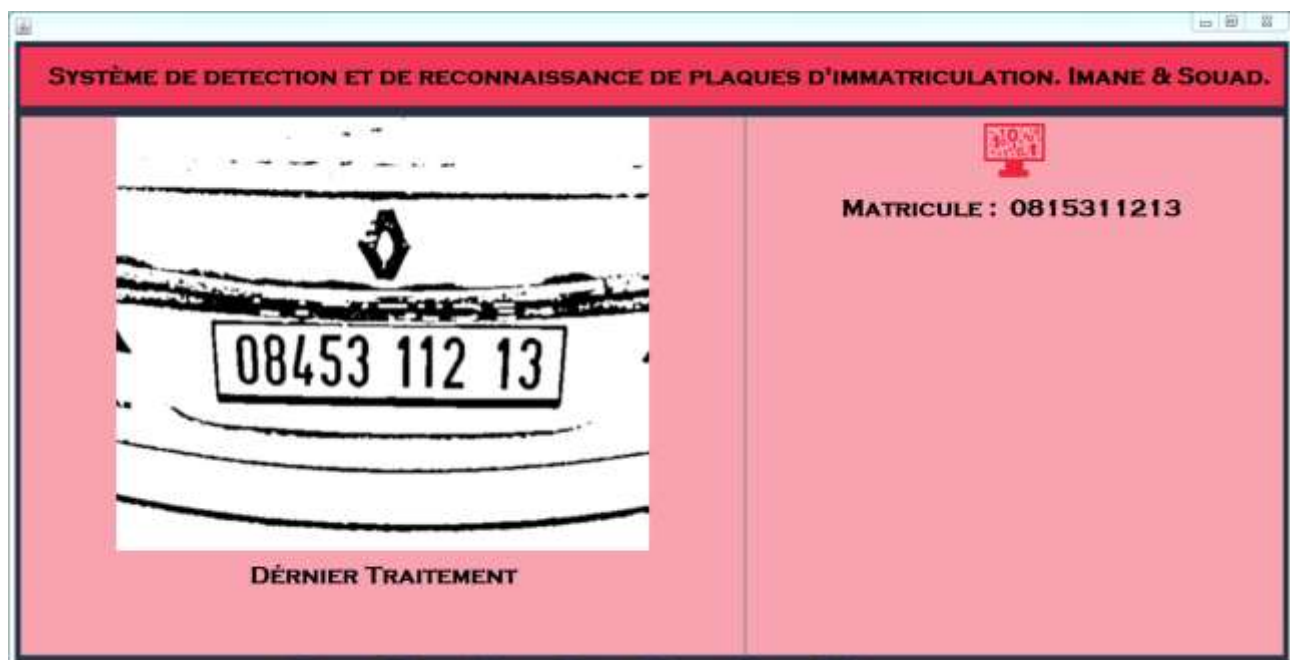 Système de detection et de reconnaissance de plaques d'immatriculation. Imane & Souad.
08453 112 13
Dérnier Traitement
Matricule : 0815311213